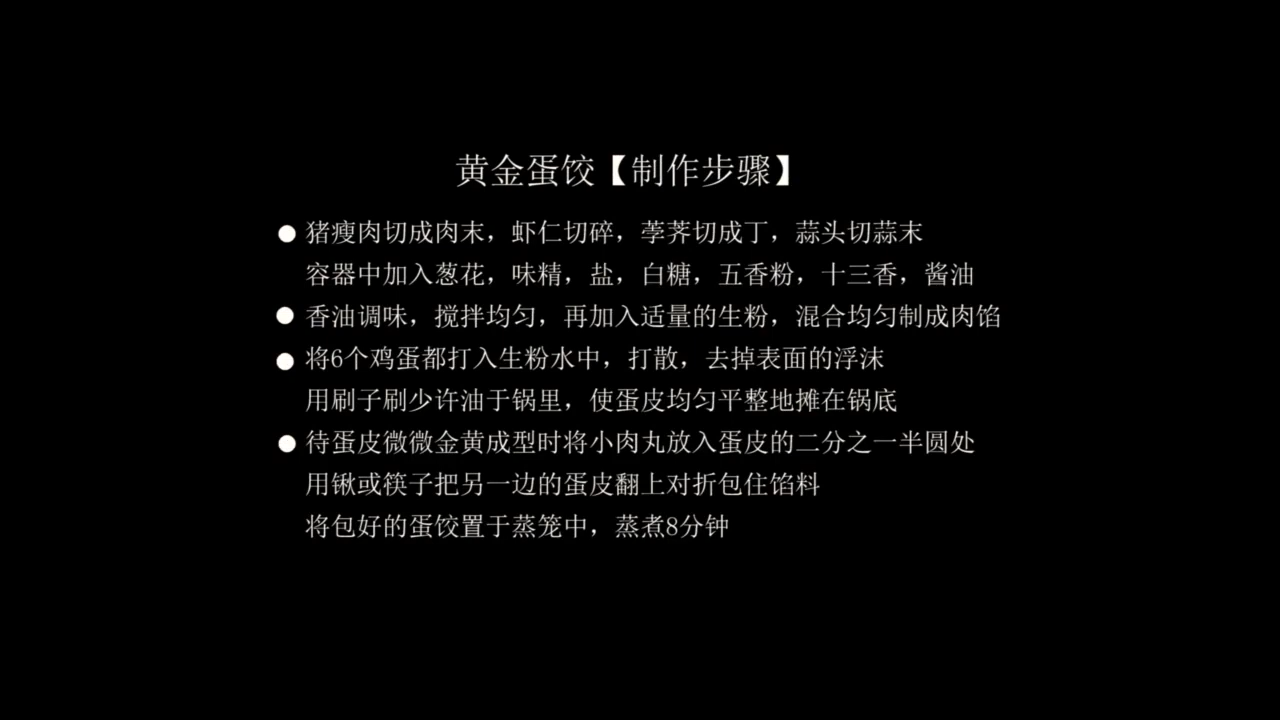 黄金蛋饺【制作步骤】
● 猪瘦肉切成肉末，虾仁切碎，荸荠切成丁，蒜头切蒜末
容器中加入葱花，味精，盐，白糖，五香粉，十三香，酱油
● 香油调味，搅拌均匀，再加入适量的生粉，混合均匀制成肉馅
● 将6个鸡蛋都打入生粉水中，打散，去掉表面的浮沫
用刷子刷少许油于锅里，使蛋皮均匀平整地摊在锅底
● 待蛋皮微微金黄成型时将小肉丸放入蛋皮的二分之一半圆处
用锹或筷子把另一边的蛋皮翻上对折包住馅料
将包好的蛋饺置于蒸笼中，蒸煮8分钟